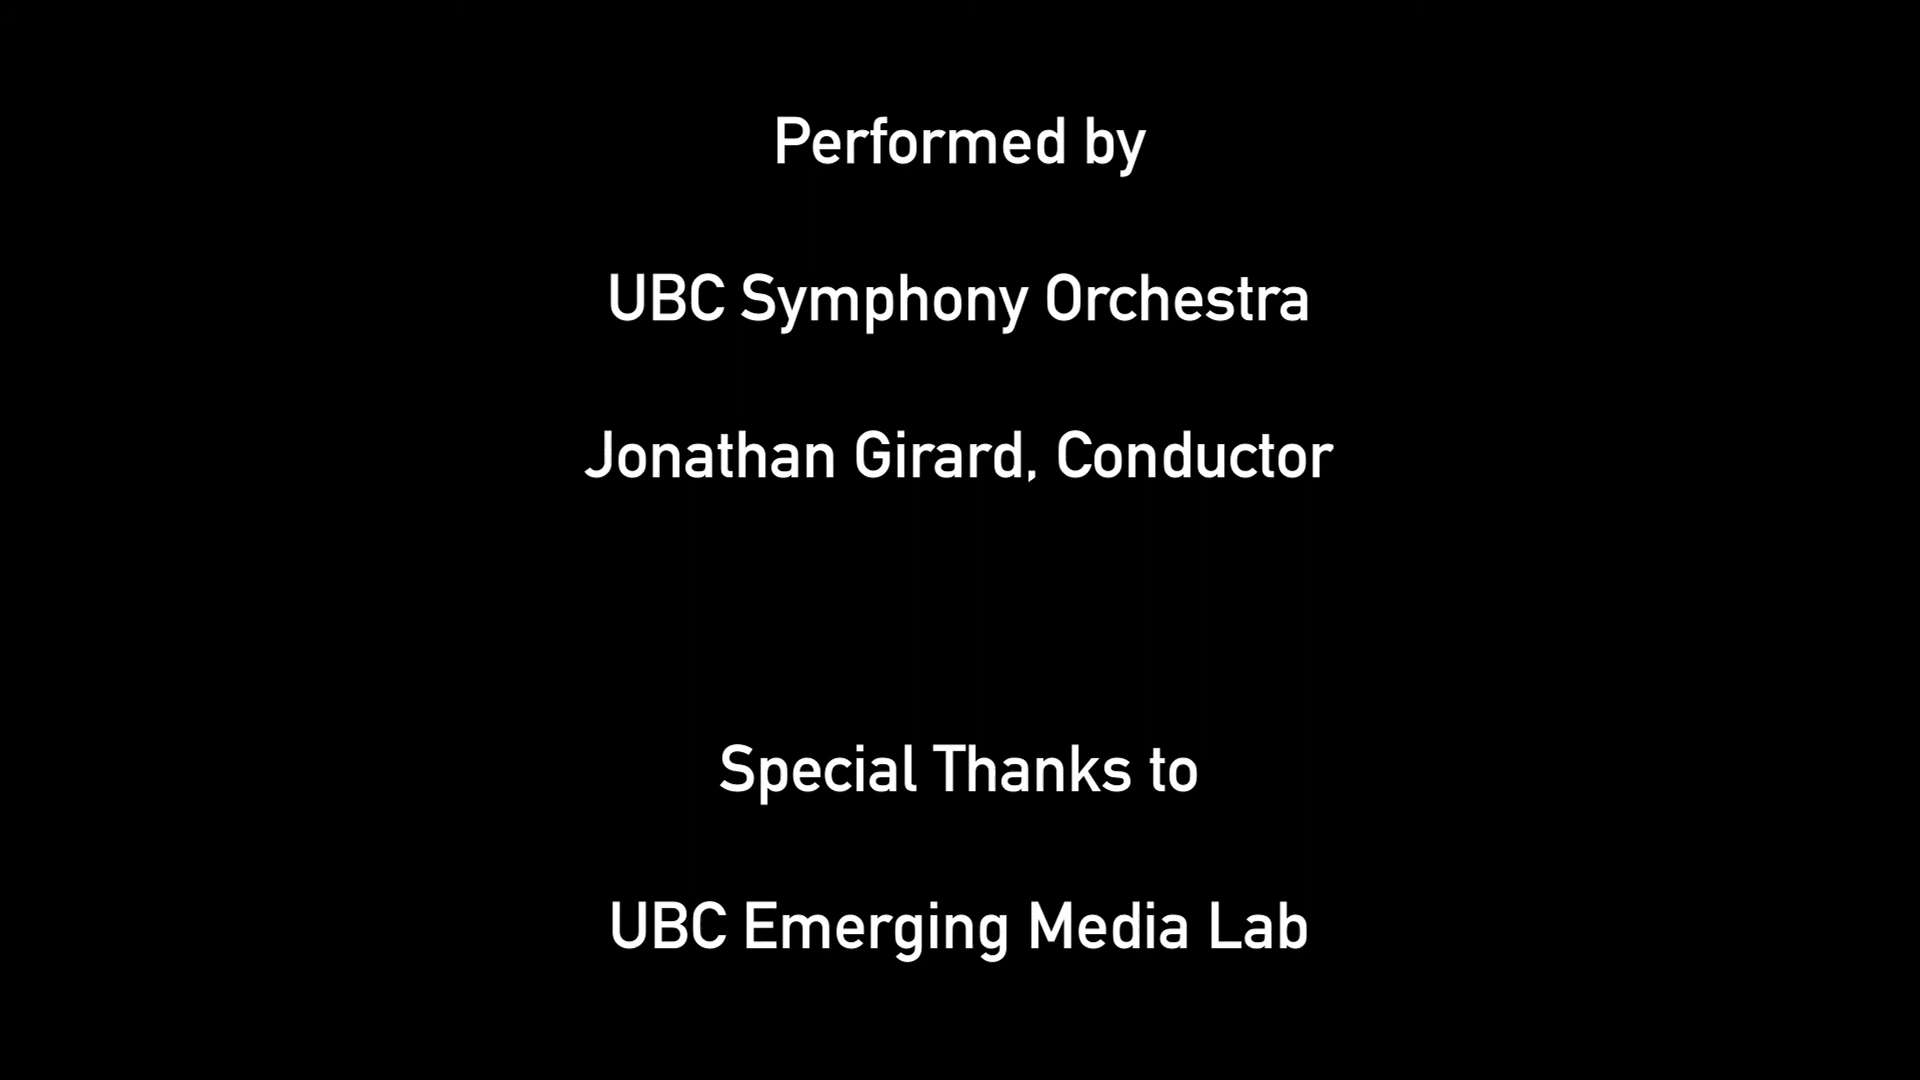 Performed by
UBC Symphony Orchestra
Jonathan Girard, Conductor
Special Thanks to
UBC Emerging Media Lab